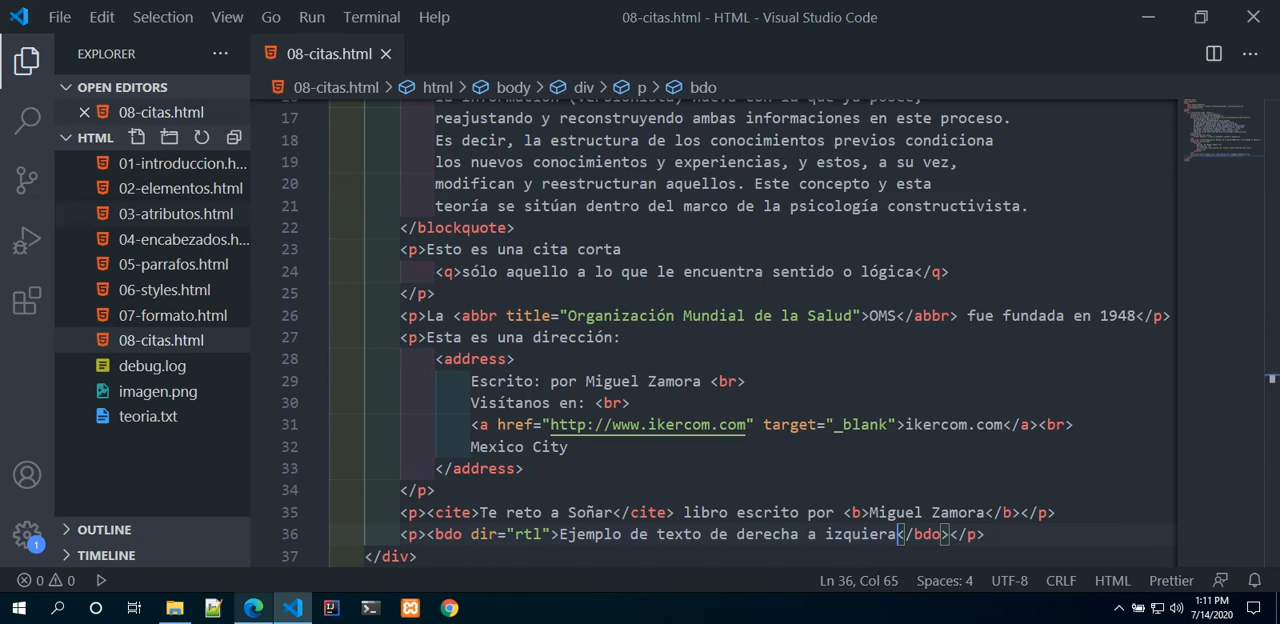 File Edit Selection View Go Run Terminal Help 08-citas.html - HTML - Visual Studio Code
EXPLORER ... 08-citas.html
OPEN EDITORS
08-citas.html > html > body > div > p > bdo
08-citas.html
HTML
01-introduccion.h...
02-elementos.html
03-atributos.html
04-encabezados.h...
05-parrafos.html
06-styles.html
07-formato.html
08-citas.html
debug.log
imagen.png
teoria.txt
OUTLINE
TIMELINE
1
17 reajustando y reconstruyendo ambas informaciones en este proceso.
18 Es decir, la estructura de los conocimientos previos condiciona
19 los nuevos conocimientos y experiencias, y estos, a su vez,
20 modifican y reestructuran aquellos. Este concepto y esta
21 teoría se sitúan dentro del marco de la psicología constructivista.
22 </blockquote>
23 <p>Esto es una cita corta
24 <q>sólo aquello a lo que le encuentra sentido o lógica</q>
25 </p>
26 <p>La <abbr title="Organización Mundial de la Salud">OMS</abbr> fue fundada en 1948</p>
27 <p>Esta es una dirección:
28 <address>
29 Escrito: por Miguel Zamora <br>
30 Visítanos en: <br>
31 <a href="http://www.ikercom.com" target="_blank">ikercom.com</a><br>
32 Mexico City
33 </address>
34 </p>
35 <p><cite>Te reto a Soñar</cite> libro escrito por <b>Miguel Zamora</b></p>
36 <p><bdo dir="rtl">Ejemplo de texto de derecha a izquiera</bdo></p>
37 </div>
0 0 Ln 36, Col 65 Spaces: 4 UTF-8 CRLF HTML Prettier
1:11 PM
7/14/2020